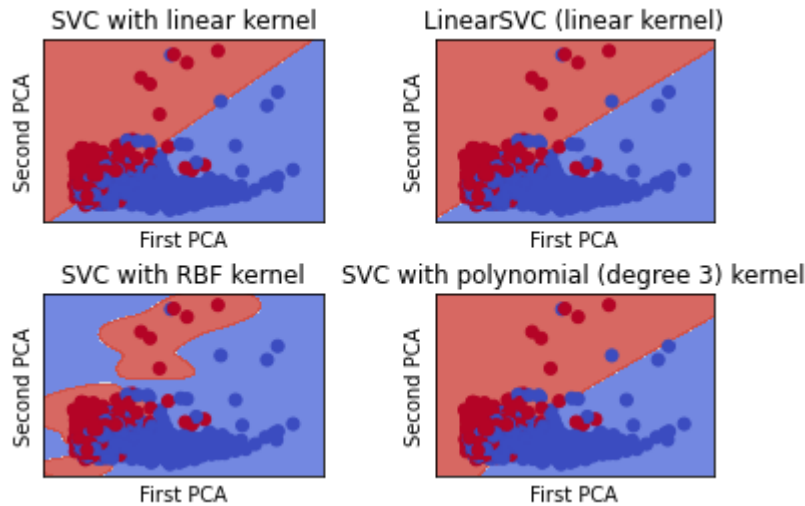 SVC with linear kernel
LinearSVC (linear kernel)
Second PCA
Second PCA
First PCA
First PCA
SVC with RBF kernel
SVC with polynomial (degree 3) kernel
Second PCA
Second PCA
First PCA
First PCA